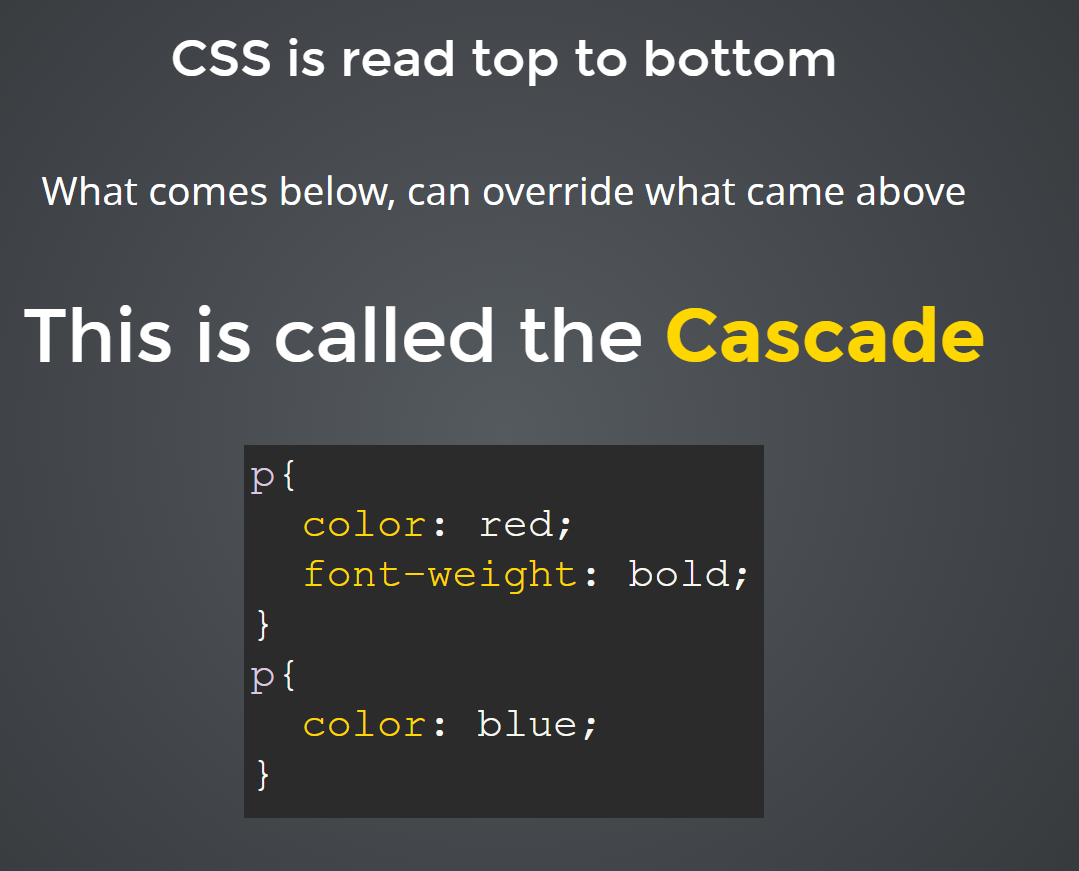 CSS is read top to bottom
What comes below, can override what came above
This is called the Cascade
p{
  color: red;
  font-weight: bold;
}
p{
  color: blue;
}